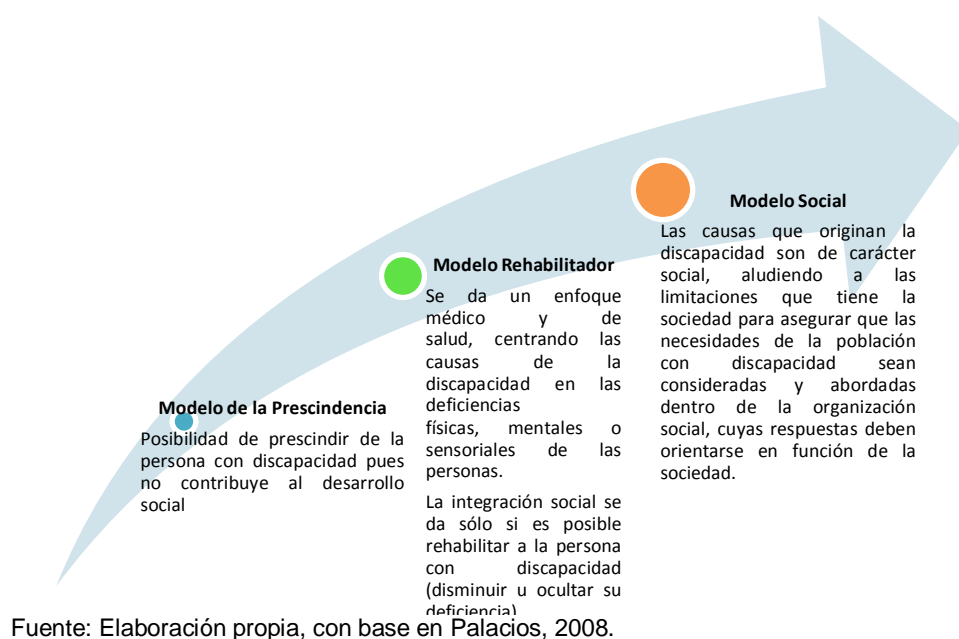 Modelo Social
Las causas que originan la
discapacidad son de carácter
social, aludiendo a las
limitaciones que tiene la
sociedad para asegurar que las
necesidades de la población
con discapacidad sean
consideradas y abordadas
dentro de la organización
social, cuyas respuestas deben
orientarse en función de la
sociedad.
Modelo Rehabilitador
Se da un enfoque
médico y de
salud, centrando las
causas de la
discapacidad en las
deficiencias
físicas, mentales o
sensoriales de las
personas.
La integración social se
da sólo si es posible
rehabilitar a la persona
con discapacidad
(disminuir u ocultar su
deficiencia)
Modelo de la Prescindencia
Posibilidad de prescindir de la
persona con discapacidad pues
no contribuye al desarrollo
social
Fuente: Elaboración propia, con base en Palacios, 2008.